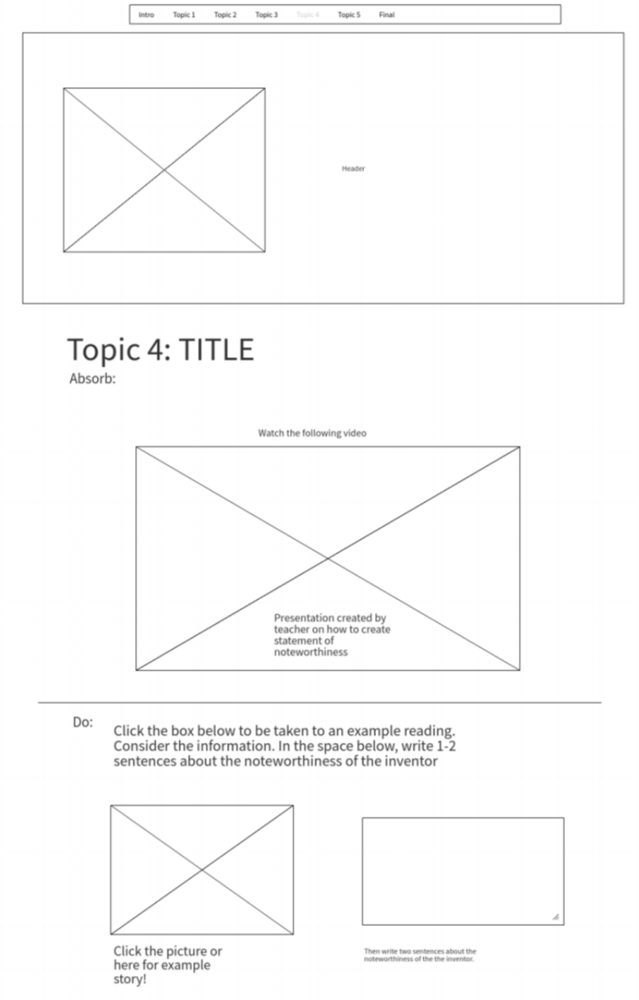 Intro Topic 1 Topic 2 Topic 3 Topic 4 Topic 5 Final
Header
Topic 4: TITLE
Absorb:
Watch the following video
Presentation created by
teacher on how to create
statement of
noteworthiness
Do:
Click the box below to be taken to an example reading.
Consider the information. In the space below, write 1-2
sentences about the noteworthiness of the inventor
Click the picture or
here for example
story!
Then write two sentences about the
noteworthiness of the the inventor.